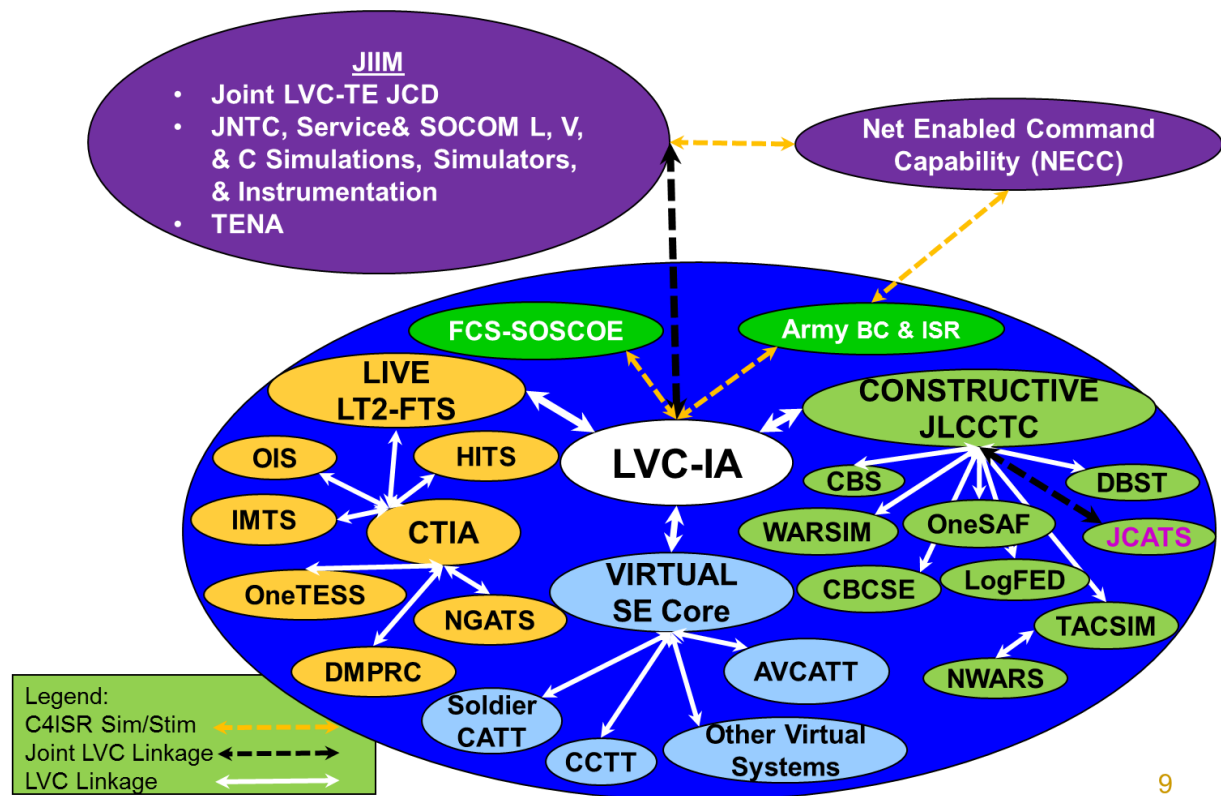 JIIM
• Joint LVC-TE JCD
• JNTC, Service& SOCOM L, V,
& C Simulations, Simulators,
& Instrumentation
• TENA
Net Enabled Command
Capability (NECC)
FCS-SOSCOE
Army BC & ISR
LIVE
LT2-FTS
CONSTRUCTIVE
JLCCTC
LVC-IA
OIS
HITS
IMTS
CTIA
OneTESS
NGATS
DMPRC
CBS
DBST
WARSIM
OneSAF
JCATS
CBCSE
LogFED
TACSIM
NWARS
VIRTUAL
SE Core
AVCATT
Soldier
CATT
CCTT
Other Virtual
Systems
Legend:
C4ISR Sim/Stim
Joint LVC Linkage
LVC Linkage
9